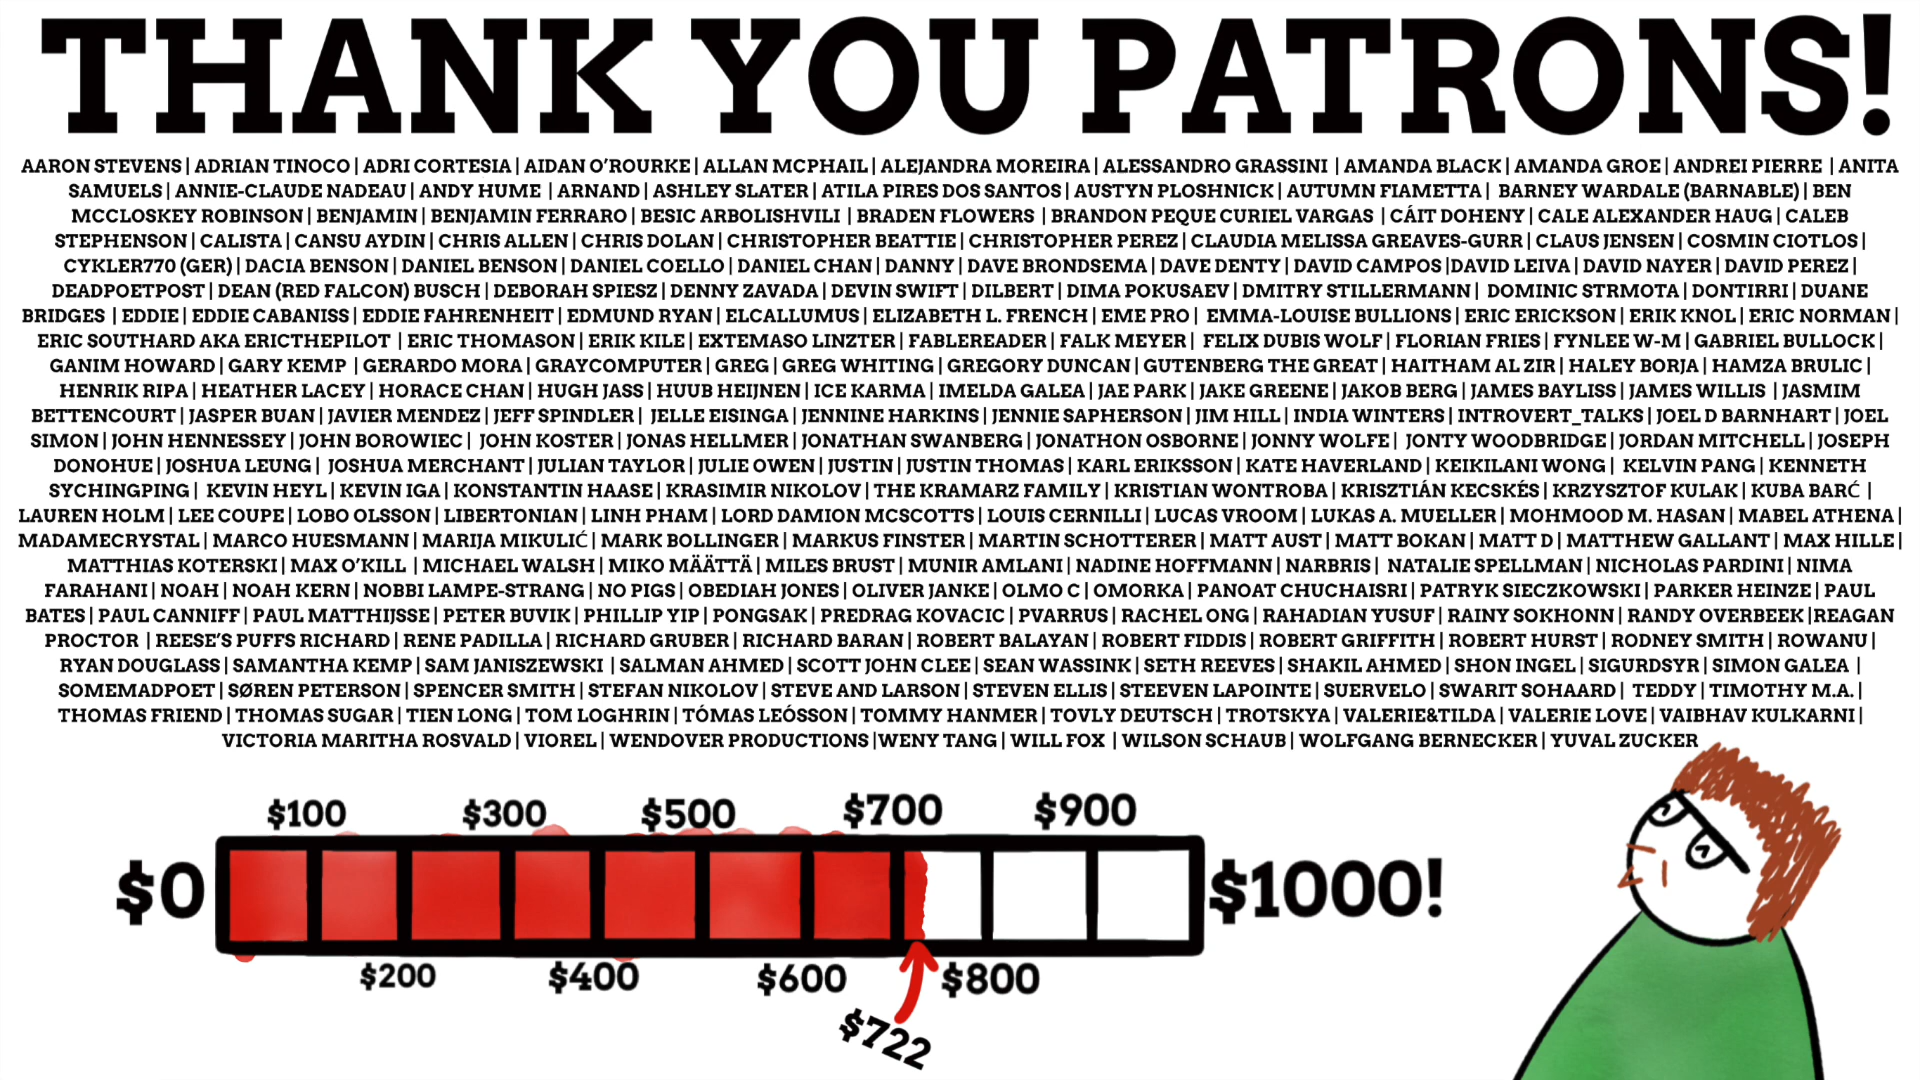 THANK YOU PATRONS!
AARON STEVENS | ADRIAN TINOCO | ADRI CORTESIA | AIDAN O'ROURKE | ALLAN MCPHAIL | ALEJANDRA MOREIRA | ALESSANDRO GRASSINI | AMANDA BLACK | AMANDA GROE | ANDREI PIERRE | ANITA
SAMUELS | ANNIE-CLAUDE NADEAU | ANDY HUME | ARNAND | ASHLEY SLATER | ATILA PIRES DOS SANTOS | AUSTYN PLOSHNICK | AUTUMN FIAMETTA | BARNEY WARDALE (BARNABLE) | BEN
MCCLOSKEY ROBINSON | BENJAMIN | BENJAMIN FERRARO | BESIC ARBOLISHVILI | BRADEN FLOWERS | BRANDON PEQUE CURIEL VARGAS | CÁIT DOHENY | CALE ALEXANDER HAUG | CALEB
STEPHENSON | CALISTA | CANSU AYDIN | CHRIS ALLEN | CHRIS DOLAN | CHRISTOPHER BEATTIE | CHRISTOPHER PEREZ | CLAUDIA MELISSA GREAVES-GURR | CLAUS JENSEN | COSMIN CIOTLOS |
CYKLER770 (GER) | DACIA BENSON | DANIEL BENSON | DANIEL COELLO | DANIEL CHAN | DANNY | DAVE BRONDSEMA | DAVE DENTY | DAVID CAMPOS |DAVID LEIVA | DAVID NAYER | DAVID PEREZ |
DEADPOETPOST | DEAN (RED FALCON) BUSCH | DEBORAH SPIESZ | DENNY ZAVADA | DEVIN SWIFT | DILBERT | DIMA POKUSAEV | DMITRY STILLERMANN | DOMINIC STRMOTA | DONTIRRI | DUANE
BRIDGES | EDDIE | EDDIE CABANISS | EDDIE FAHRENHEIT | EDMUND RYAN | ELCALLUMUS | ELIZABETH L. FRENCH | EME PRO | EMMA-LOUISE BULLIONS | ERIC ERICKSON | ERIK KNOL | ERIC NORMAN |
ERIC SOUTHARD AKA ERICTHEPILOT | ERIC THOMASON | ERIK KILE | EXTEMASO LINZTER | FABLEREADER | FALK MEYER | FELIX DUBIS WOLF | FLORIAN FRIES | FYNLEE W-M | GABRIEL BULLOCK |
GANIM HOWARD | GARY KEMP | GERARDO MORA | GRAYCOMPUTER | GREG | GREG WHITING | GREGORY DUNCAN | GUTENBERG THE GREAT | HAITHAM AL ZIR | HALEY BORJA | HAMZA BRULIC |
HENRIK RIPA | HEATHER LACEY | HORACE CHAN | HUGH JASS | HUUB HEIJNEN | ICE KARMA | IMELDA GALEA | JAE PARK | JAKE GREENE | JAKOB BERG | JAMES BAYLISS | JAMES WILLIS | JASMIM
BETTENCOURT | JASPER BUAN | JAVIER MENDEZ | JEFF SPINDLER | JELLE EISINGA | JENNINE HARKINS | JENNIE SAPHERSON | JIM HILL | INDIA WINTERS | INTROVERT_TALKS | JOEL D BARNHART | JOEL
SIMON | JOHN HENNESSEY | JOHN BOROWIEC | JOHN KOSTER | JONAS HELLMER | JONATHAN SWANBERG | JONATHON OSBORNE | JONNY WOLFE | JONTY WOODBRIDGE | JORDAN MITCHELL | JOSEPH
DONOHUE | JOSHUA LEUNG | JOSHUA MERCHANT | JULIAN TAYLOR | JULIE OWEN | JUSTIN | JUSTIN THOMAS | KARL ERIKSSON | KATE HAVERLAND | KEIKILANI WONG | KELVIN PANG | KENNETH
SYCHINGPING | KEVIN HEYL | KEVIN IGA | KONSTANTIN HAASE | KRASIMIR NIKOLOV | THE KRAMARZ FAMILY | KRISTIAN WONTROBA | KRISZTIÁN KECSKÉS | KRZYSZTOF KULAK | KUBA BARĆ |
LAUREN HOLM | LEE COUPE | LOBO OLSSON | LIBERTONIAN | LINH PHAM | LORD DAMION MCSCOTTS | LOUIS CERNILLI | LUCAS VROOM | LUKAS A. MUELLER | MOHMOOD M. HASAN | MABEL ATHENA |
MADAMECRYSTAL | MARCO HUESMANN | MARIJA MIKULIĆ | MARK BOLLINGER | MARKUS FINSTER | MARTIN SCHOTTERER | MATT AUST | MATT BOKAN | MATT D | MATTHEW GALLANT | MAX HILLE |
MATTHIAS KOTERSKI | MAX O'KILL | MICHAEL WALSH | MIKO MÄÄTTÄ | MILES BRUST | MUNIR AMLANI | NADINE HOFFMANN | NARBRIS | NATALIE SPELLMAN | NICHOLAS PARDINI | NIMA
FARAHANI | NOAH | NOAH KERN | NOBBI LAMPE-STRANG | NO PIGS | OBEDIAH JONES | OLIVER JANKE | OLMO C | OMORKA | PANOAT CHUCHAISRI | PATRYK SIECZKOWSKI | PARKER HEINZE | PAUL
BATES | PAUL CANNIFF | PAUL MATTHIJSSE | PETER BUVIK | PHILLIP YIP | PONGSAK | PREDRAG KOVACIC | PVARRUS | RACHEL ONG | RAHADIAN YUSUF | RAINY SOKHONN | RANDY OVERBEEK |REAGAN
PROCTOR | REESE'S PUFFS RICHARD | RENE PADILLA | RICHARD GRUBER | RICHARD BARAN | ROBERT BALAYAN | ROBERT FIDDIS | ROBERT GRIFFITH | ROBERT HURST | RODNEY SMITH | ROWANU |
RYAN DOUGLASS | SAMANTHA KEMP | SAM JANISZEWSKI | SALMAN AHMED | SCOTT JOHN CLEE | SEAN WASSINK | SETH REEVES | SHAKIL AHMED | SHON INGEL | SIGURDSYR | SIMON GALEA |
SOMEMADPOET | SØREN PETERSON | SPENCER SMITH | STEFAN NIKOLOV | STEVE AND LARSON | STEVEN ELLIS | STEEVEN LAPOINTE | SUERVELO | SWARIT SOHAARD | TEDDY | TIMOTHY M.A. |
THOMAS FRIEND | THOMAS SUGAR | TIEN LONG | TOM LOGHRIN | TÓMAS LEÓSSON | TOMMY HANMER | TOVLY DEUTSCH | TROTSKYA | VALERIE&TILDA | VALERIE LOVE | VAIBHAV KULKARNI |
VICTORIA MARITHA ROSVALD | VIOREL | WENDOVER PRODUCTIONS |WENY TANG | WILL FOX | WILSON SCHAUB | WOLFGANG BERNECKER | YUVAL ZUCKER
$100 $300 $500 $700 $900
$0 $1000!
$200 $400 $600 $800
$722